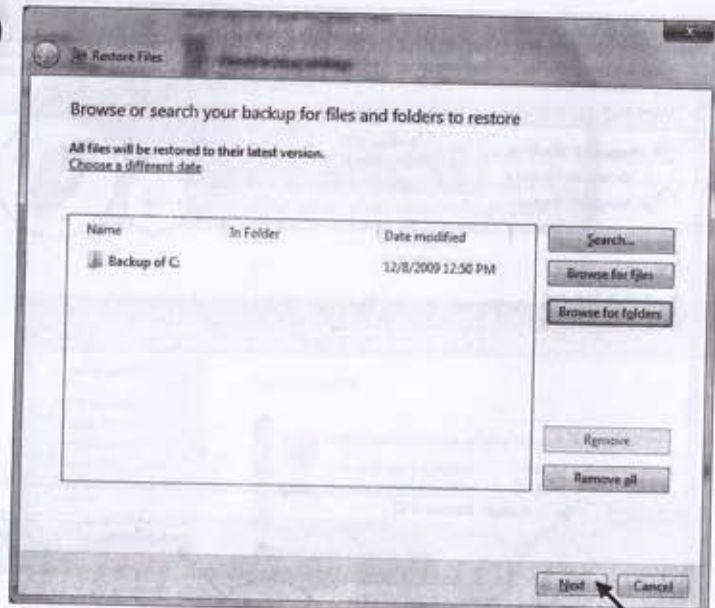 Restore Files
Browse or search your backup for files and folders to restore
All files will be restored to their latest version.
Choose a different date
Name In Folder Date modified
Search...
Backup of C: 12/8/2009 12:50 PM
Browse for files
Browse for folders
Remove
Remove all
Next Cancel